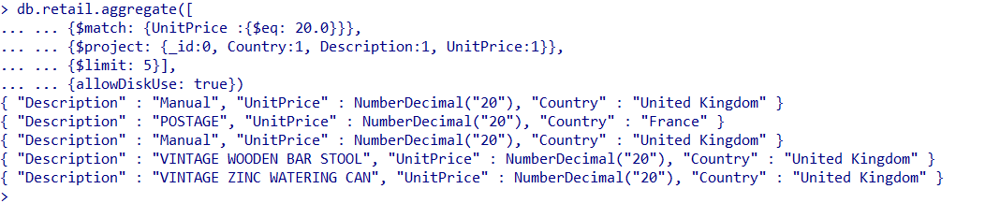 > db.retail.aggregate([
... ... {$match: {UnitPrice :{$eq: 20.0}}},
... ... {$project: {_id:0, Country:1, Description:1, UnitPrice:1}},
... ... {$limit: 5}],
... ... {allowDiskUse: true})
{ "Description" : "Manual", "UnitPrice" : NumberDecimal("20"), "Country" : "United Kingdom" }
{ "Description" : "POSTAGE", "UnitPrice" : NumberDecimal("20"), "Country" : "France" }
{ "Description" : "Manual", "UnitPrice" : NumberDecimal("20"), "Country" : "United Kingdom" }
{ "Description" : "VINTAGE WOODEN BAR STOOL", "UnitPrice" : NumberDecimal("20"), "Country" : "United Kingdom" }
{ "Description" : "VINTAGE ZINC WATERING CAN", "UnitPrice" : NumberDecimal("20"), "Country" : "United Kingdom" }
>